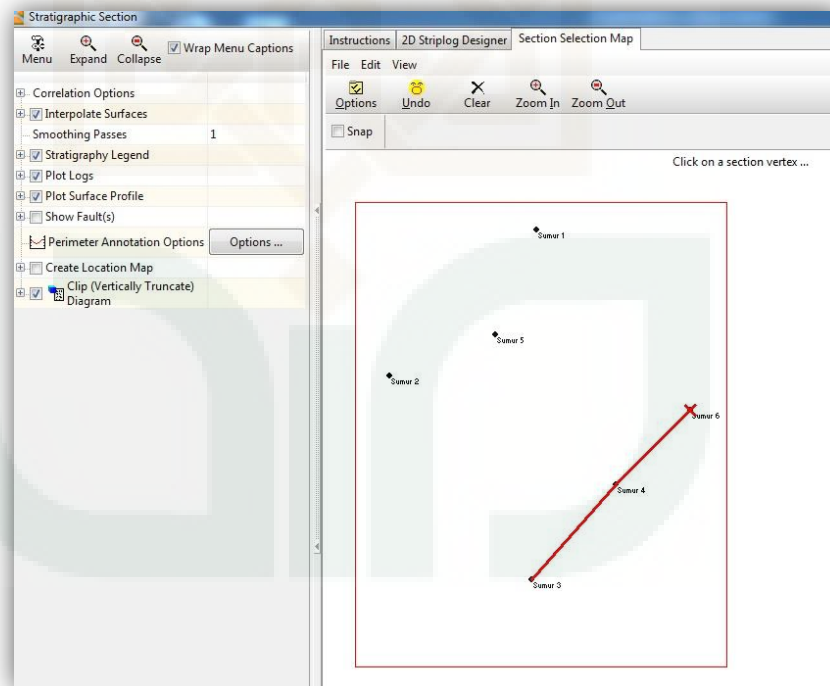 Stratigraphic Section
Menu Expand Collapse Wrap Menu Captions
Correlation Options
Interpolate Surfaces
Smoothing Passes 1
Stratigraphy Legend
Plot Logs
Plot Surface Profile
Show Fault(s)
Perimeter Annotation Options Options ...
Create Location Map
Clip (Vertically Truncate)
Diagram
Instructions 2D Striplog Designer Section Selection Map
File Edit View
Options Undo Clear Zoom In Zoom Out
Snap
Click on a section vertex ...
Sumur 1
Sumur 5
Sumur 2
Sumur 6
Sumur 4
Sumur 3